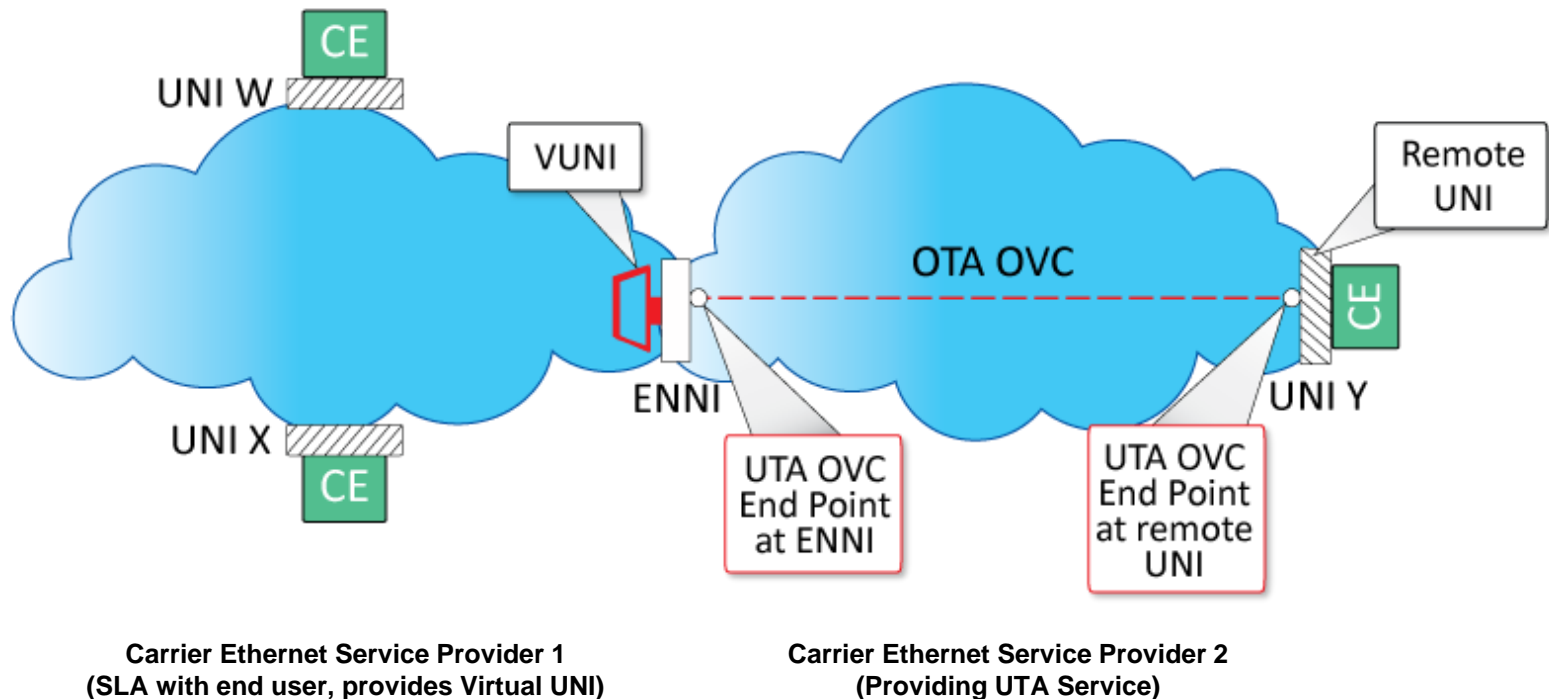 CE
UNI W
VUNI
Remote
UNI
OTA OVC
CE
ENNI
UNI Y
UNI X
CE
UTA OVC
End Point
at ENNI
UTA OVC
End Point
at remote
UNI
Carrier Ethernet Service Provider 1
(SLA with end user, provides Virtual UNI)
Carrier Ethernet Service Provider 2
(Providing UTA Service)